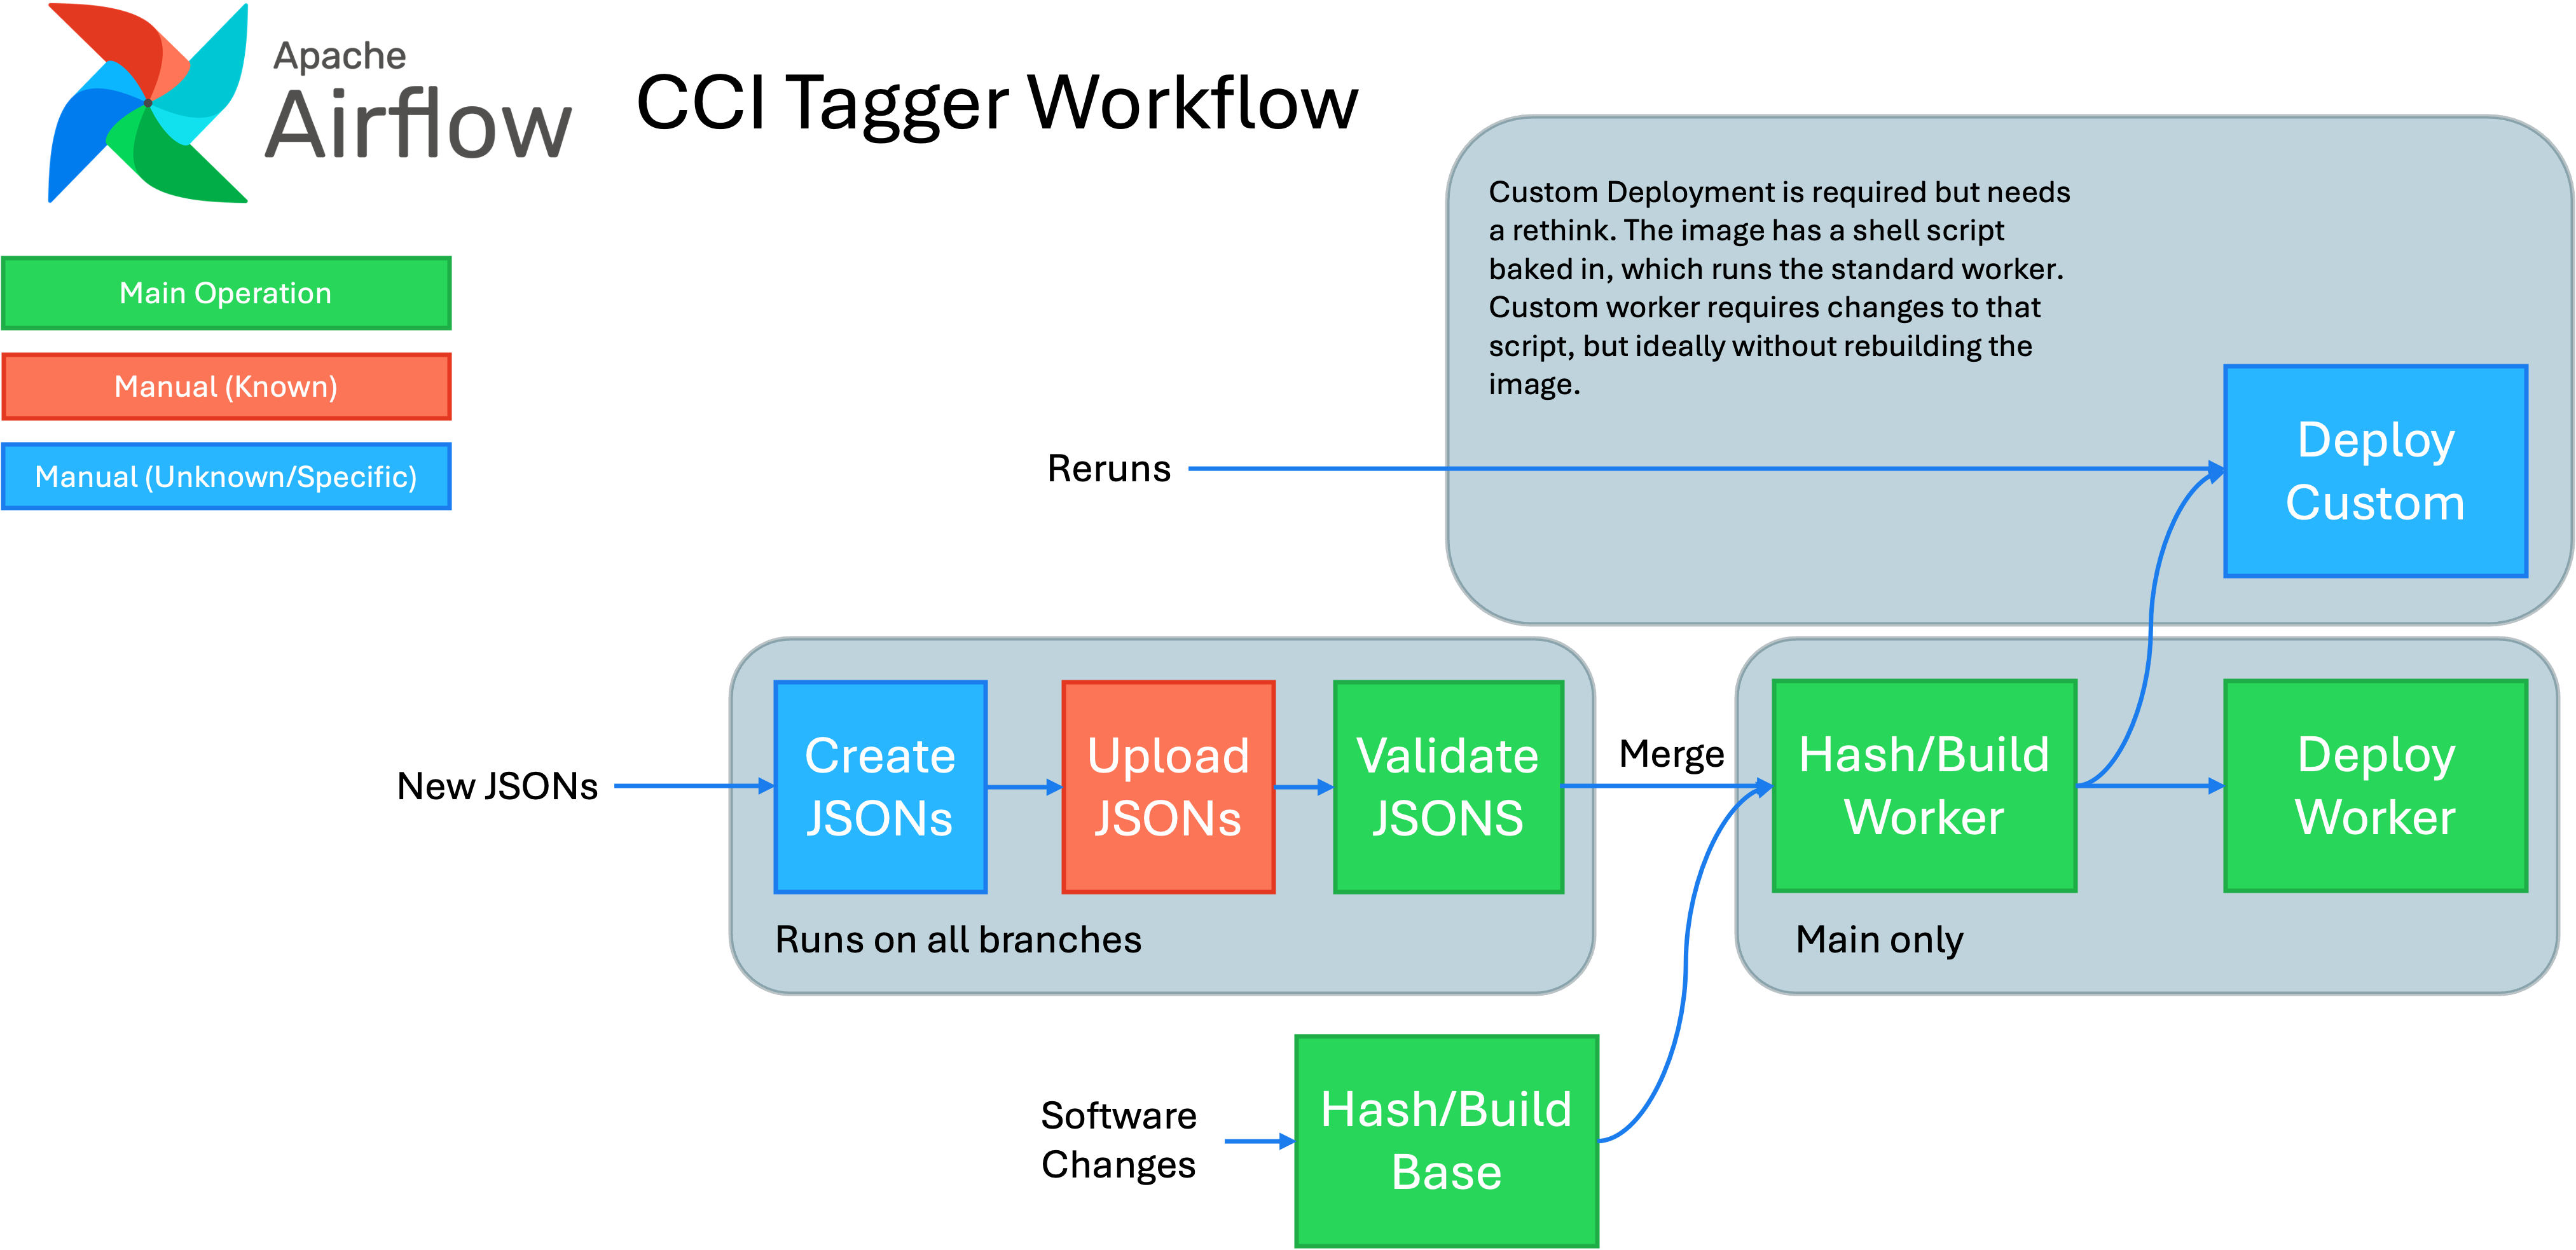 Apache
Airflow
CCI Tagger Workflow
Main Operation
Manual (Known)
Manual (Unknown/Specific)
Custom Deployment is required but needs
a rethink. The image has a shell script
baked in, which runs the standard worker.
Custom worker requires changes to that
script, but ideally without rebuilding the
image.
Reruns
Deploy
Custom
New JSONs
Create
JSONs
Upload
JSONs
Validate
JSONS
Runs on all branches
Merge
Hash/Build
Worker
Deploy
Worker
Main only
Software
Changes
Hash/Build
Base